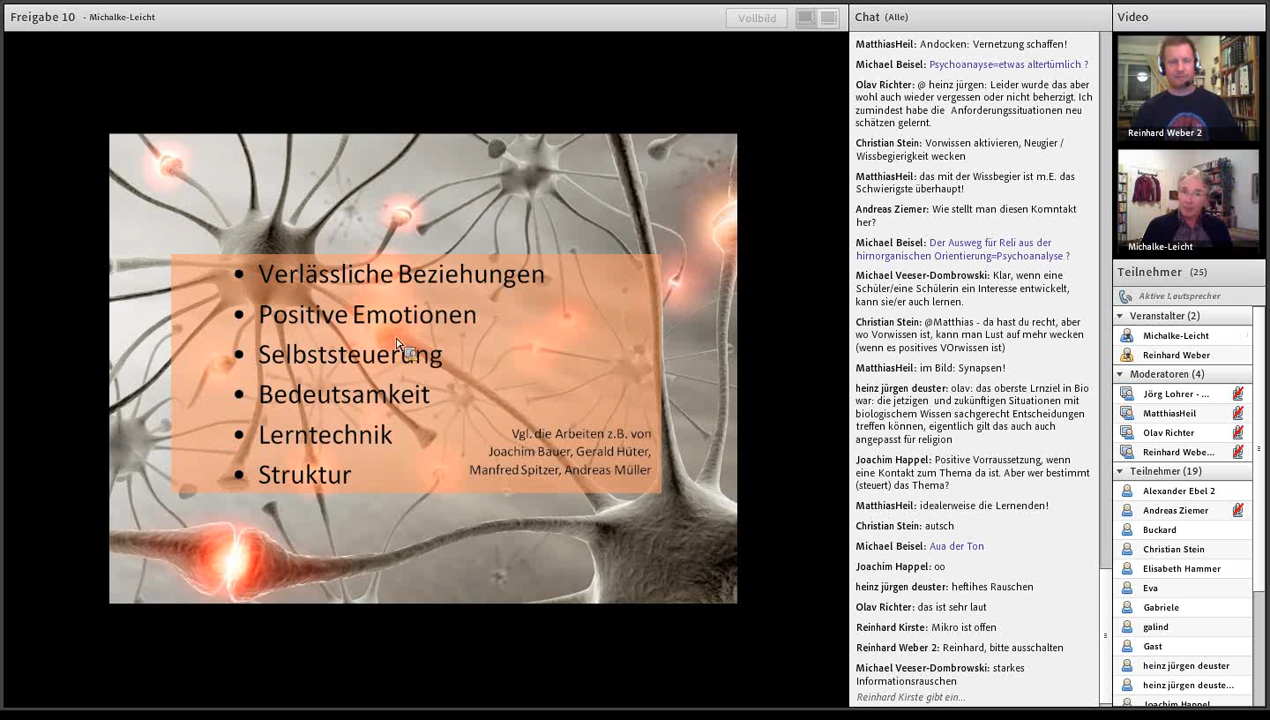 Freigabe 10 - Michalke-Leicht
Vollbild
Verlässliche Beziehungen
Positive Emotionen
Selbststeuerung
Bedeutsamkeit
Lerntechnik
Struktur
Vgl. die Arbeiten z.B. von
Joachim Bauer, Gerald Hüter,
Manfred Spitzer, Andreas Müller
Chat (Alle)
MatthiasHeil: Andocken: Vernetzung schaffen!
Michael Beisel: Psychoanayse=etwas altertümlich ?
Olav Richter: @ heinz jürgen: Leider wurde das aber
wohl auch wieder vergessen oder nicht beherzigt. Ich
zumindest habe die Anforderungssituationen neu
schätzen gelernt.
Christian Stein: Vorwissen aktivieren, Neugier /
Wissbegierigkeit wecken
MatthiasHeil: das mit der Wissbegier ist m.E. das
Schwierigste überhaupt!
Andreas Ziemer: Wie stellt man diesen Komntakt
her?
Michael Beisel: Der Ausweg für Reli aus der
hirnorganischen Orientierung=Psychoanalyse ?
Michael Veeser-Dombrowski: Klar, wenn eine
Schüler/eine Schülerin ein Interesse entwickelt,
kann sie/er auch lernen.
Christian Stein: @Matthias - da hast du recht, aber
wo Vorwissen ist, kann man Lust auf mehr wecken
(wenn es positives VOrwissen ist)
MatthiasHeil: im Bild: Synapsen!
heinz jürgen deuster: olav: das oberste Lrnziel in Bio
war: die jetzigen und zukünftigen Situationen mit
biologischem Wissen sachgerecht Entscheidungen
treffen können, eigentlich gilt das auch auch
angepasst für religion
Joachim Happel: Positive Vorraussetzung, wenn
eine Kontakt zum Thema da ist. Aber wer bestimmt
(steuert) das Thema?
MatthiasHeil: idealerweise die Lernenden!
Christian Stein: autsch
Michael Beisel: Aua der Ton
Joachim Happel: oo
heinz jürgen deuster: heftihes Rauschen
Olav Richter: das ist sehr laut
Reinhard Kirste: Mikro ist offen
Reinhard Weber 2: Reinhard, bitte ausschalten
Michael Veeser-Dombrowski: starkes
Informationsrauschen
Reinhard Kirste gibt ein...
Video
Reinhard Weber 2
Michalke-Leicht
Teilnehmer (25)
Aktive Lautsprecher
Veranstalter (2)
Michalke-Leicht
Reinhard Weber
Moderatoren (4)
Jörg Lohrer - ...
MatthiasHeil
Olav Richter
Reinhard Webe...
Teilnehmer (19)
Alexander Ebel 2
Andreas Ziemer
Buckard
Christian Stein
Elisabeth Hammer
Eva
Gabriele
galind
Gast
heinz jürgen deuster
heinz jürgen deuste...
Joachim Happel